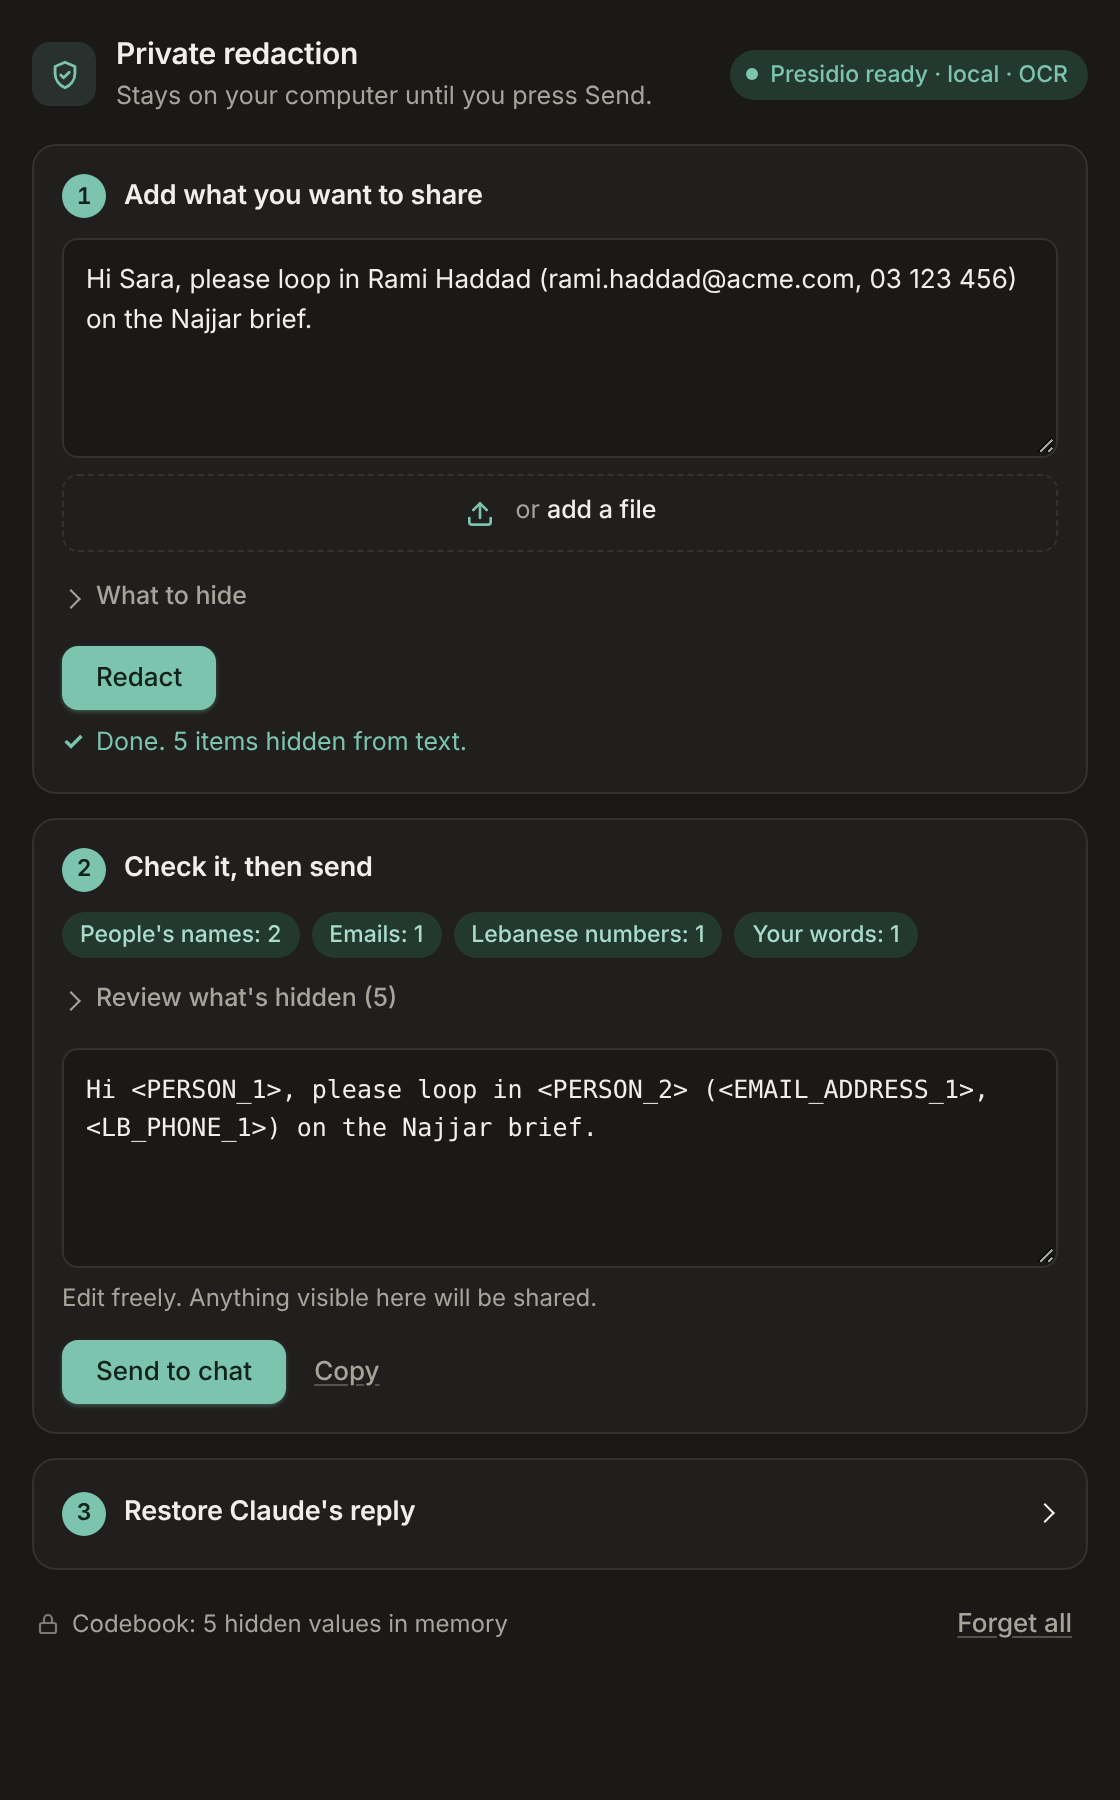 Private redaction
Stays on your computer until you press Send.
Presidio ready · local · OCR
1 Add what you want to share
Hi Sara, please loop in Rami Haddad (rami.haddad@acme.com, 03 123 456)
on the Najjar brief.
or add a file
What to hide
Redact
Done. 5 items hidden from text.
2 Check it, then send
People's names: 2 Emails: 1 Lebanese numbers: 1 Your words: 1
Review what's hidden (5)
Hi <PERSON_1>, please loop in <PERSON_2> (<EMAIL_ADDRESS_1>,
<LB_PHONE_1>) on the Najjar brief.
Edit freely. Anything visible here will be shared.
Send to chat Copy
3 Restore Claude's reply
Codebook: 5 hidden values in memory Forget all